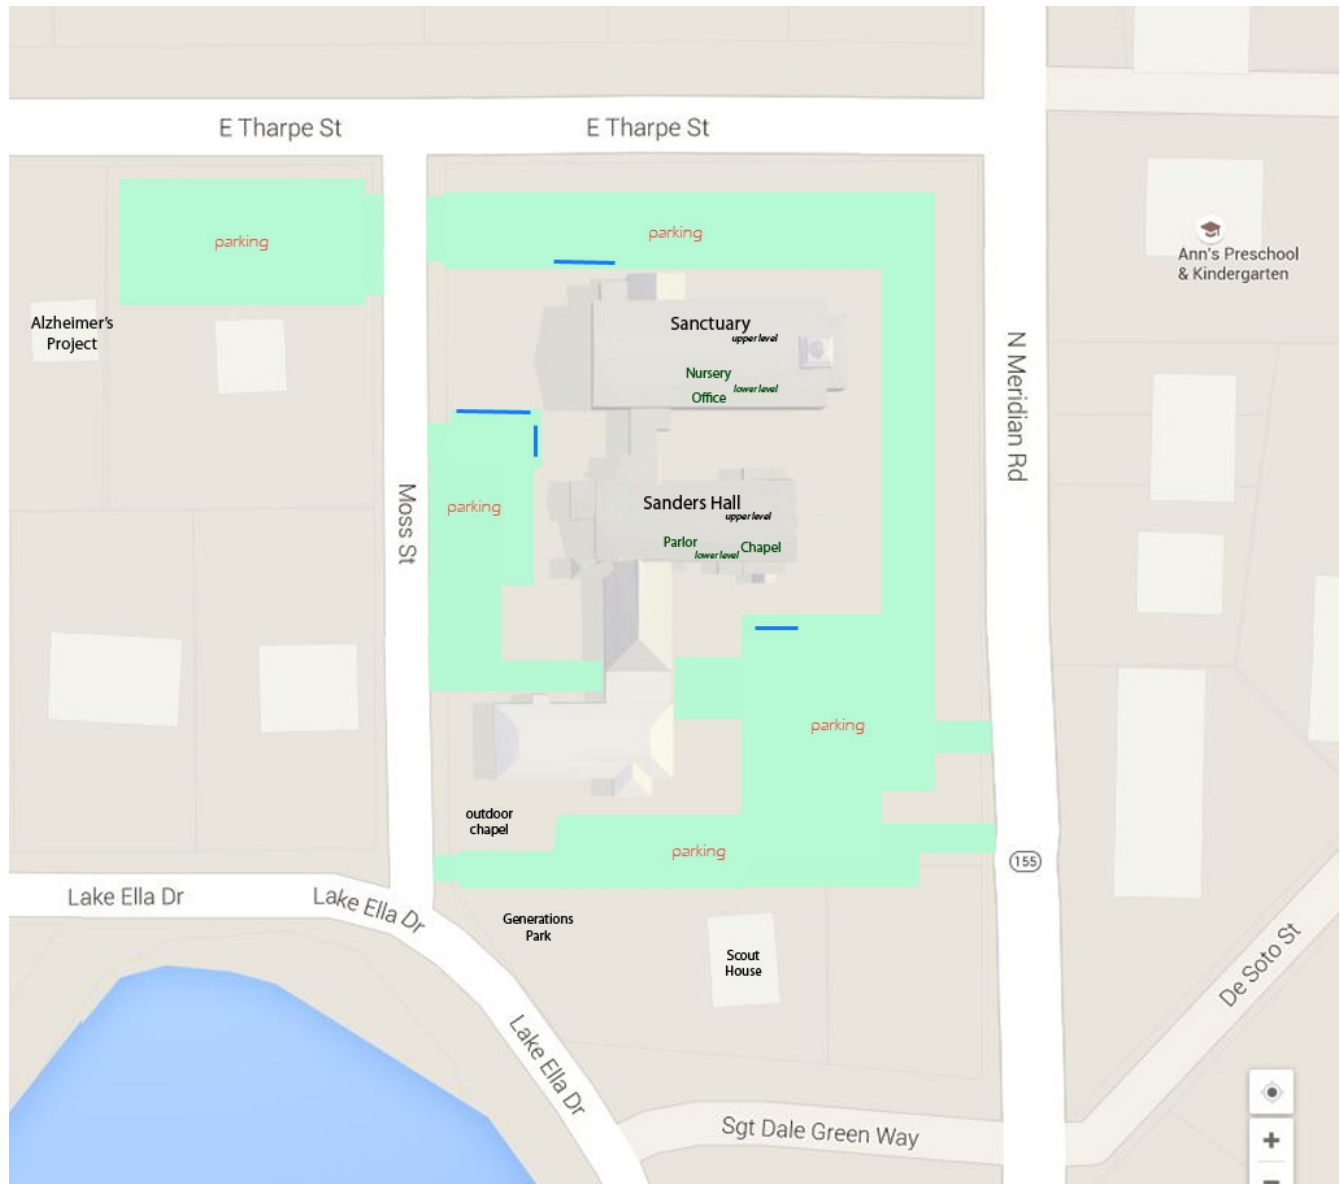 E Tharpe St
E Tharpe St
parking
parking
Ann's Preschool
& Kindergarten
Alzheimer's
Project
Sanctuary
upper level
Nursery
lower level
Office
N Meridian Rd
Moss St
parking
Sanders Hall
upper level
Parlor
lower level
Chapel
parking
outdoor
chapel
parking
155
Lake Ella Dr
Lake Ella Dr
Generations
Park
Scout
House
De Soto St
Lake Ella Dr
Sgt Dale Green Way
+
−